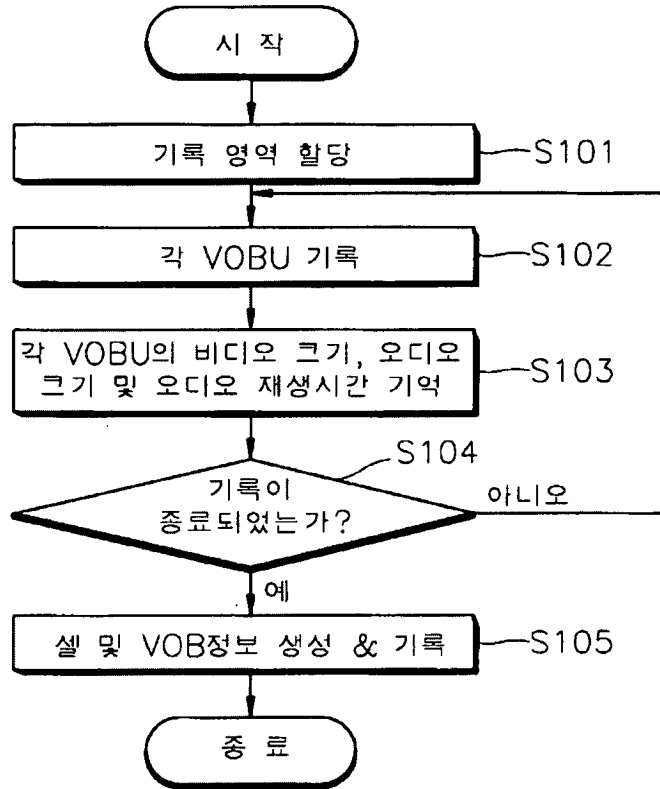 시 작
기록 영역 할당
S101
각 VOBU 기록
S102
각 VOBU의 비디오 크기, 오디오
크기 및 오디오 재생시간 기억
S103
S104
기록이
종료되었는가?
아니오
예
셀 및 VOB정보 생성 & 기록
S105
종 료